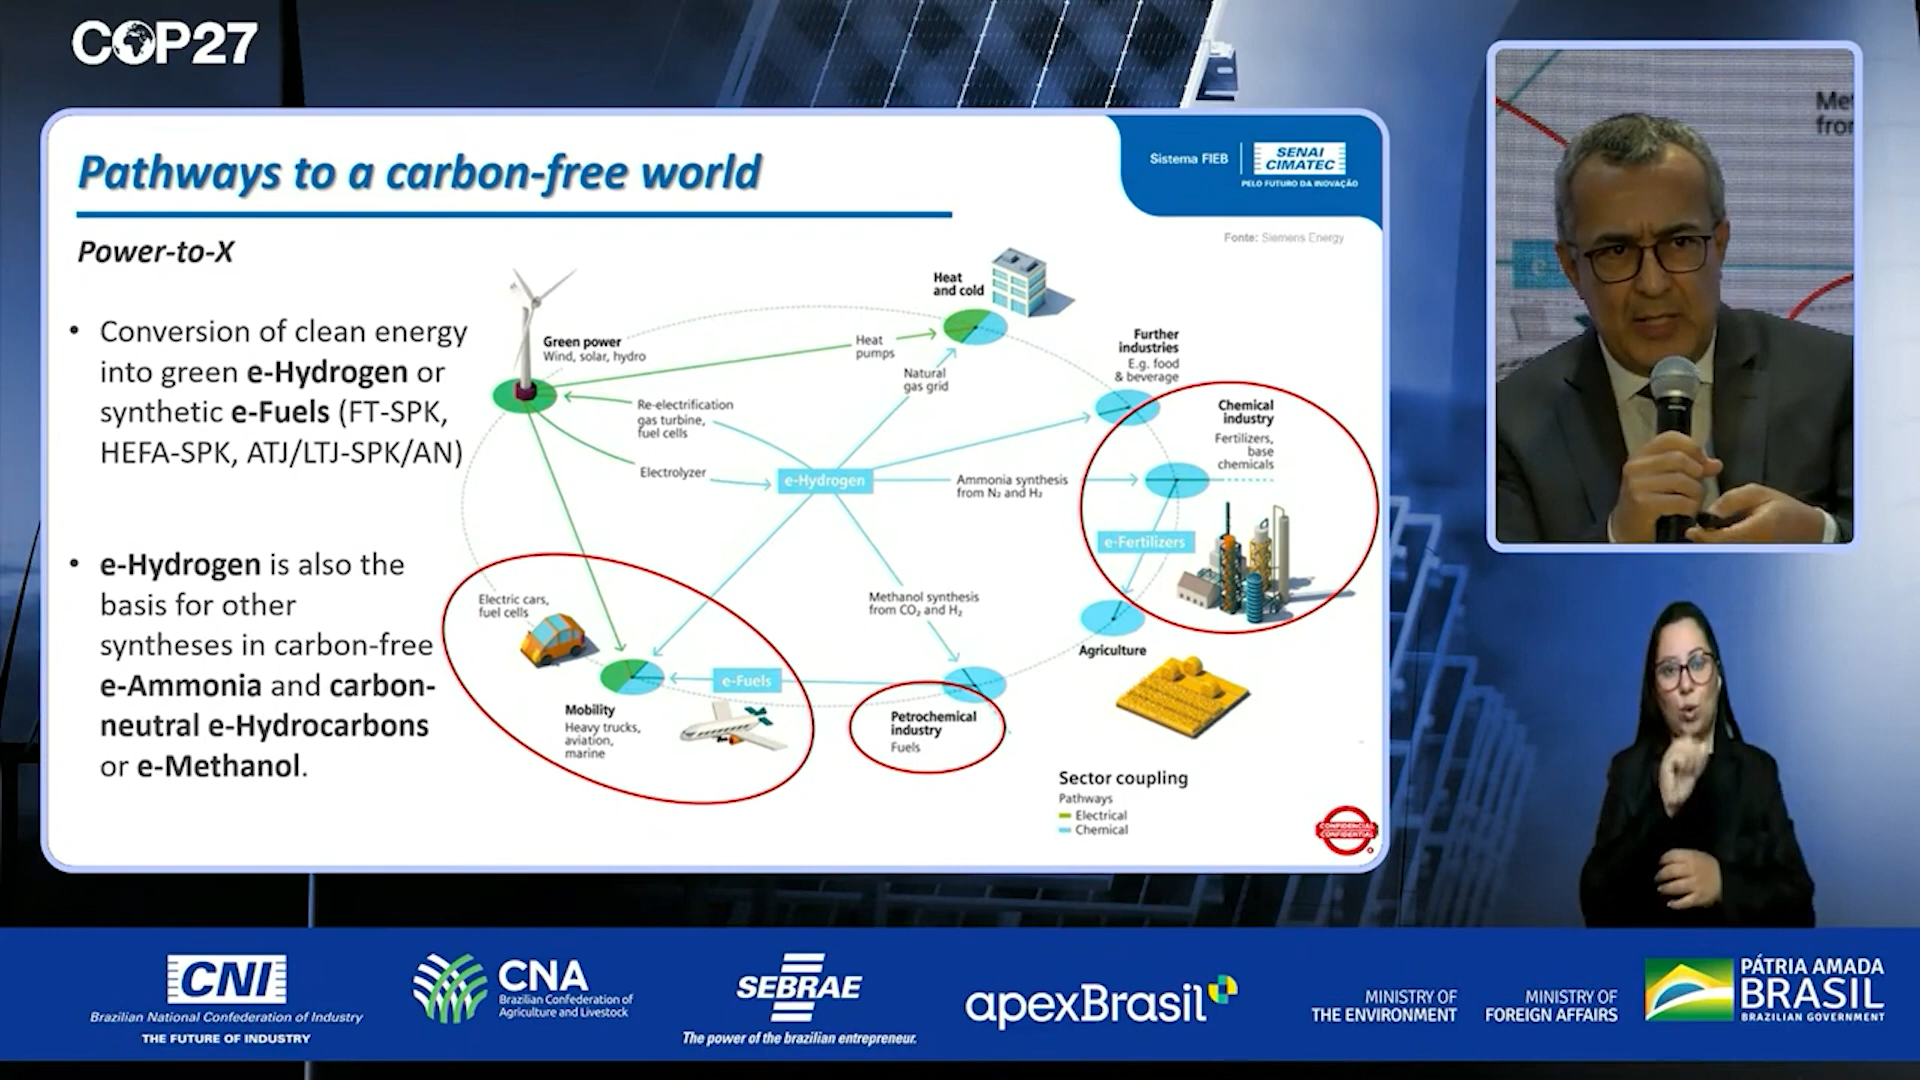 COP27
Pathways to a carbon-free world
Sistema FIEB
SENAI
CIMATEC
PELO FUTURO DA INOVAÇÃO
Power-to-X
Fonte: Siemens Energy
• Conversion of clean energy
into green e-Hydrogen or
synthetic e-Fuels (FT-SPK,
HEFA-SPK, ATJ/LTJ-SPK/AN)
• e-Hydrogen is also the
basis for other
syntheses in carbon-free
e-Ammonia and carbon-
neutral e-Hydrocarbons
or e-Methanol.
Green power
Wind, solar, hydro
Heat
and cold
Heat
pumps
Natural
gas grid
Further
industries
E.g. food
& beverage
Re-electrification
gas turbine,
fuel cells
Electrolyzer
e-Hydrogen
Ammonia synthesis
from N₂ and H₂
Chemical
industry
Fertilizers,
base
chemicals
e-Fertilizers
Methanol synthesis
from CO₂ and H₂
Electric cars,
fuel cells
e-Fuels
Mobility
Heavy trucks,
aviation,
marine
Petrochemical
industry
Fuels
Agriculture
Sector coupling
Pathways
Electrical
Chemical
CONFIDENCIAL
CONFIDENTIAL
Me
fro
CNI
Brazilian National Confederation of Industry
THE FUTURE OF INDUSTRY
CNA
Brazilian Confederation of
Agriculture and Livestock
SEBRAE
The power of the brazilian entrepreneur.
apexBrasil
MINISTRY OF
THE ENVIRONMENT
MINISTRY OF
FOREIGN AFFAIRS
PÁTRIA AMADA
BRASIL
BRAZILIAN GOVERNMENT